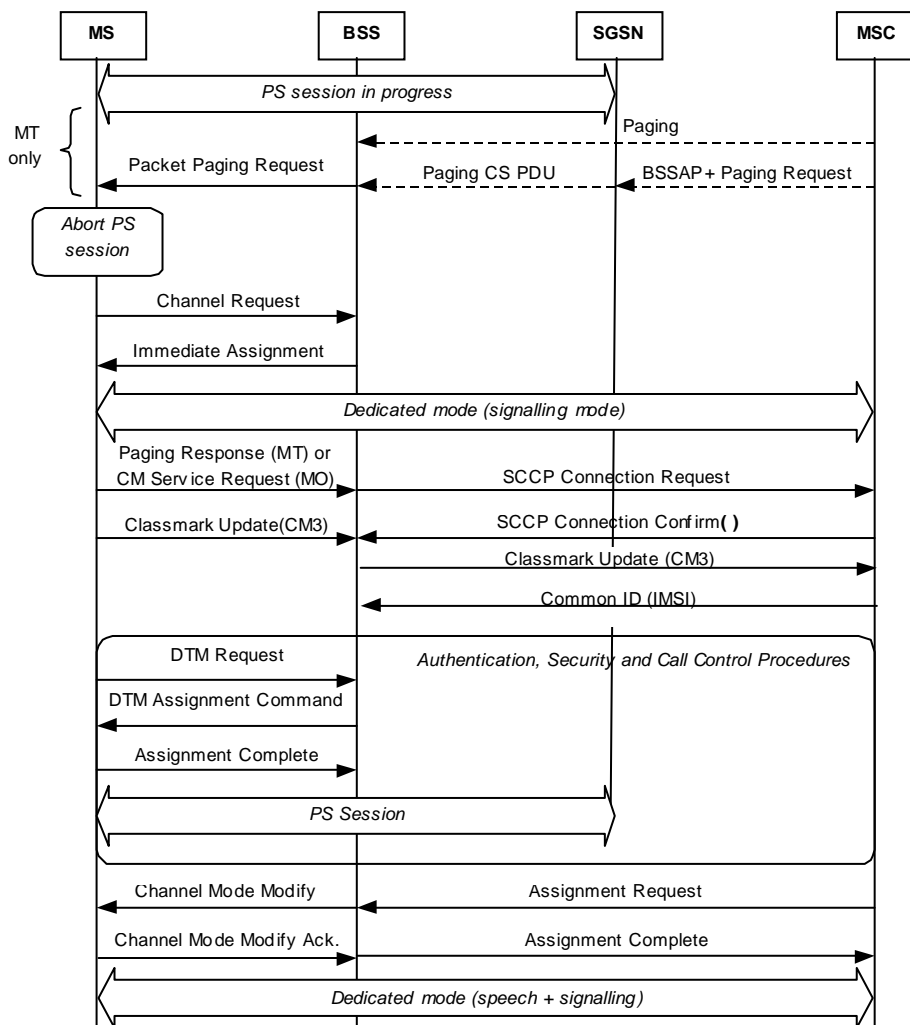 MS
BSS
SGSN
MSC
PS session in progress
MT
only
Paging
Packet Paging Request
Paging CS PDU
BSSAP+ Paging Request
Abort PS
session
Channel Request
Immediate Assignment
Dedicated mode (signalling mode)
Paging Response (MT) or
CM Service Request (MO)
SCCP Connection Request
Classmark Update(CM3)
SCCP Connection Confirm( )
Classmark Update (CM3)
Common ID (IMSI)
DTM Request
Authentication, Security and Call Control Procedures
DTM Assignment Command
Assignment Complete
PS Session
Channel Mode Modify
Assignment Request
Channel Mode Modify Ack.
Assignment Complete
Dedicated mode (speech + signalling)